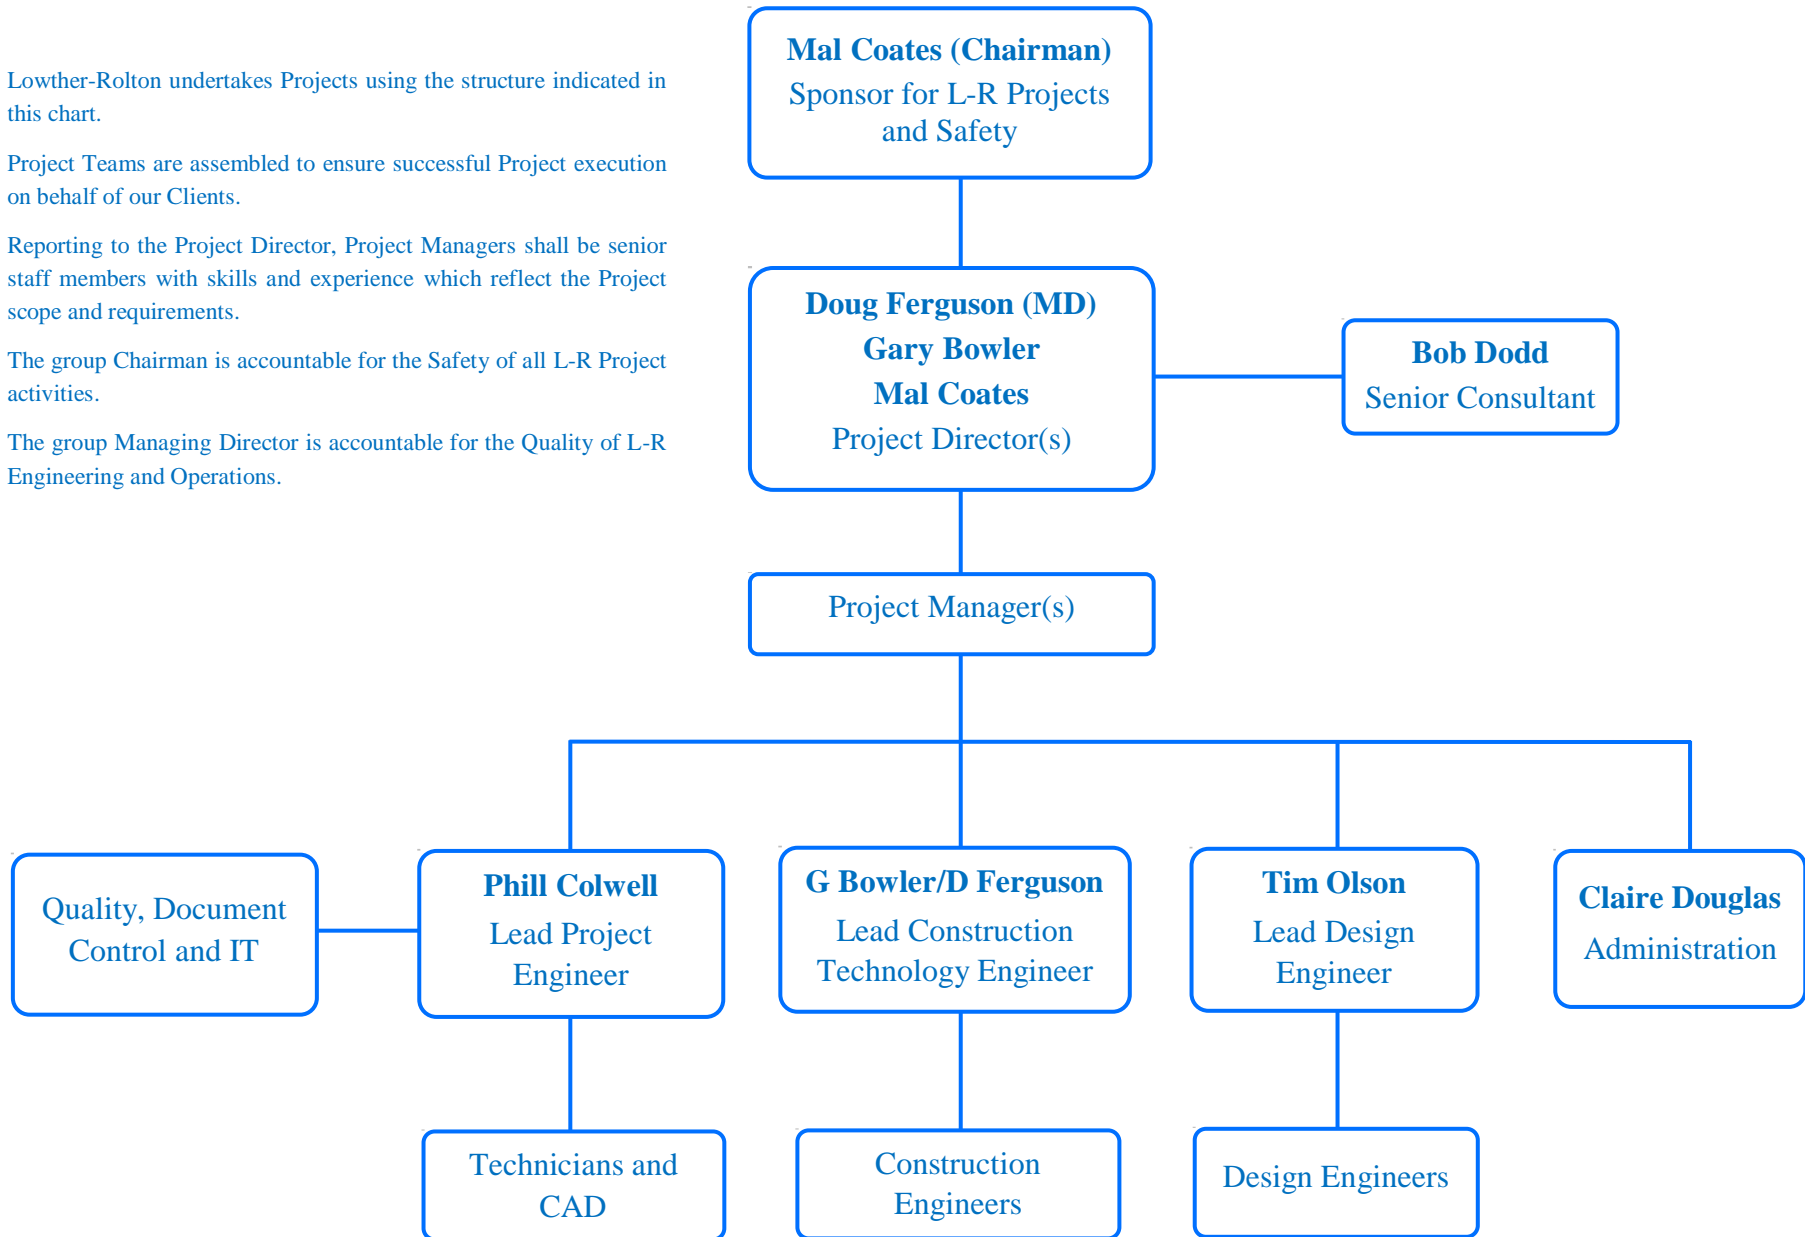 Mal Coates (Chairman)
Sponsor for L-R Projects
and Safety
Lowther-Rolton undertakes Projects using the structure indicated in
this chart.
Project Teams are assembled to ensure successful Project execution
on behalf of our Clients.
Reporting to the Project Director, Project Managers shall be senior
staff members with skills and experience which reflect the Project
scope and requirements.
The group Chairman is accountable for the Safety of all L-R Project
activities.
The group Managing Director is accountable for the Quality of L-R
Engineering and Operations.
Doug Ferguson (MD)
Gary Bowler
Mal Coates
Project Director(s)
Bob Dodd
Senior Consultant
Project Manager(s)
Quality, Document
Control and IT
Phill Colwell
Lead Project
Engineer
G Bowler/D Ferguson
Lead Construction
Technology Engineer
Tim Olson
Lead Design
Engineer
Claire Douglas
Administration
Technicians and
CAD
Construction
Engineers
Design Engineers